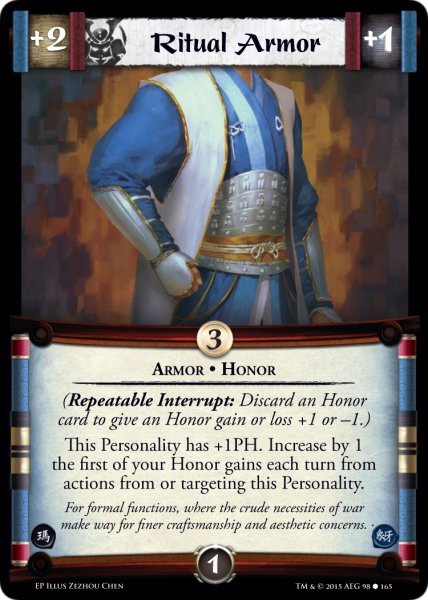 +2 Ritual Armor +1
3
Armor • Honor
(Repeatable Interrupt: Discard an Honor
card to give an Honor gain or loss +1 or –1.)
This Personality has +1PH. Increase by 1
the first of your Honor gains each turn from
actions from or targeting this Personality.
For formal functions, where the crude necessities of war
make way for finer craftsmanship and aesthetic concerns.
瑪 1 象牙
EP Illus Zezhou Chen TM & © 2015 AEG 98 ● 165